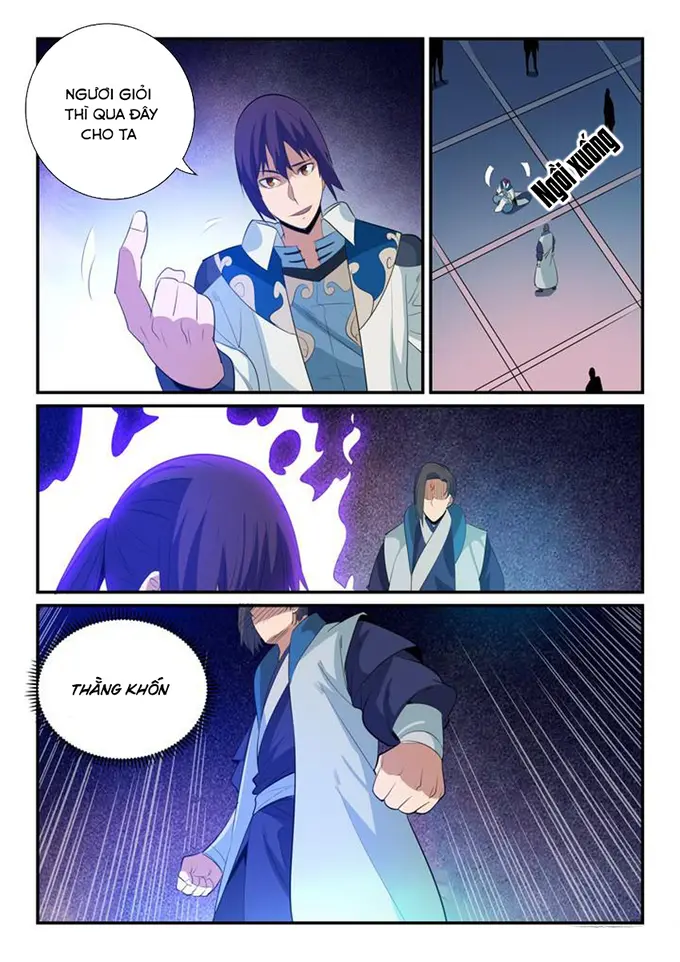 NGƯƠI GIỎI
THÌ QUA ĐÂY
CHO TA
Ngồi xuống
THẰNG KHỐN